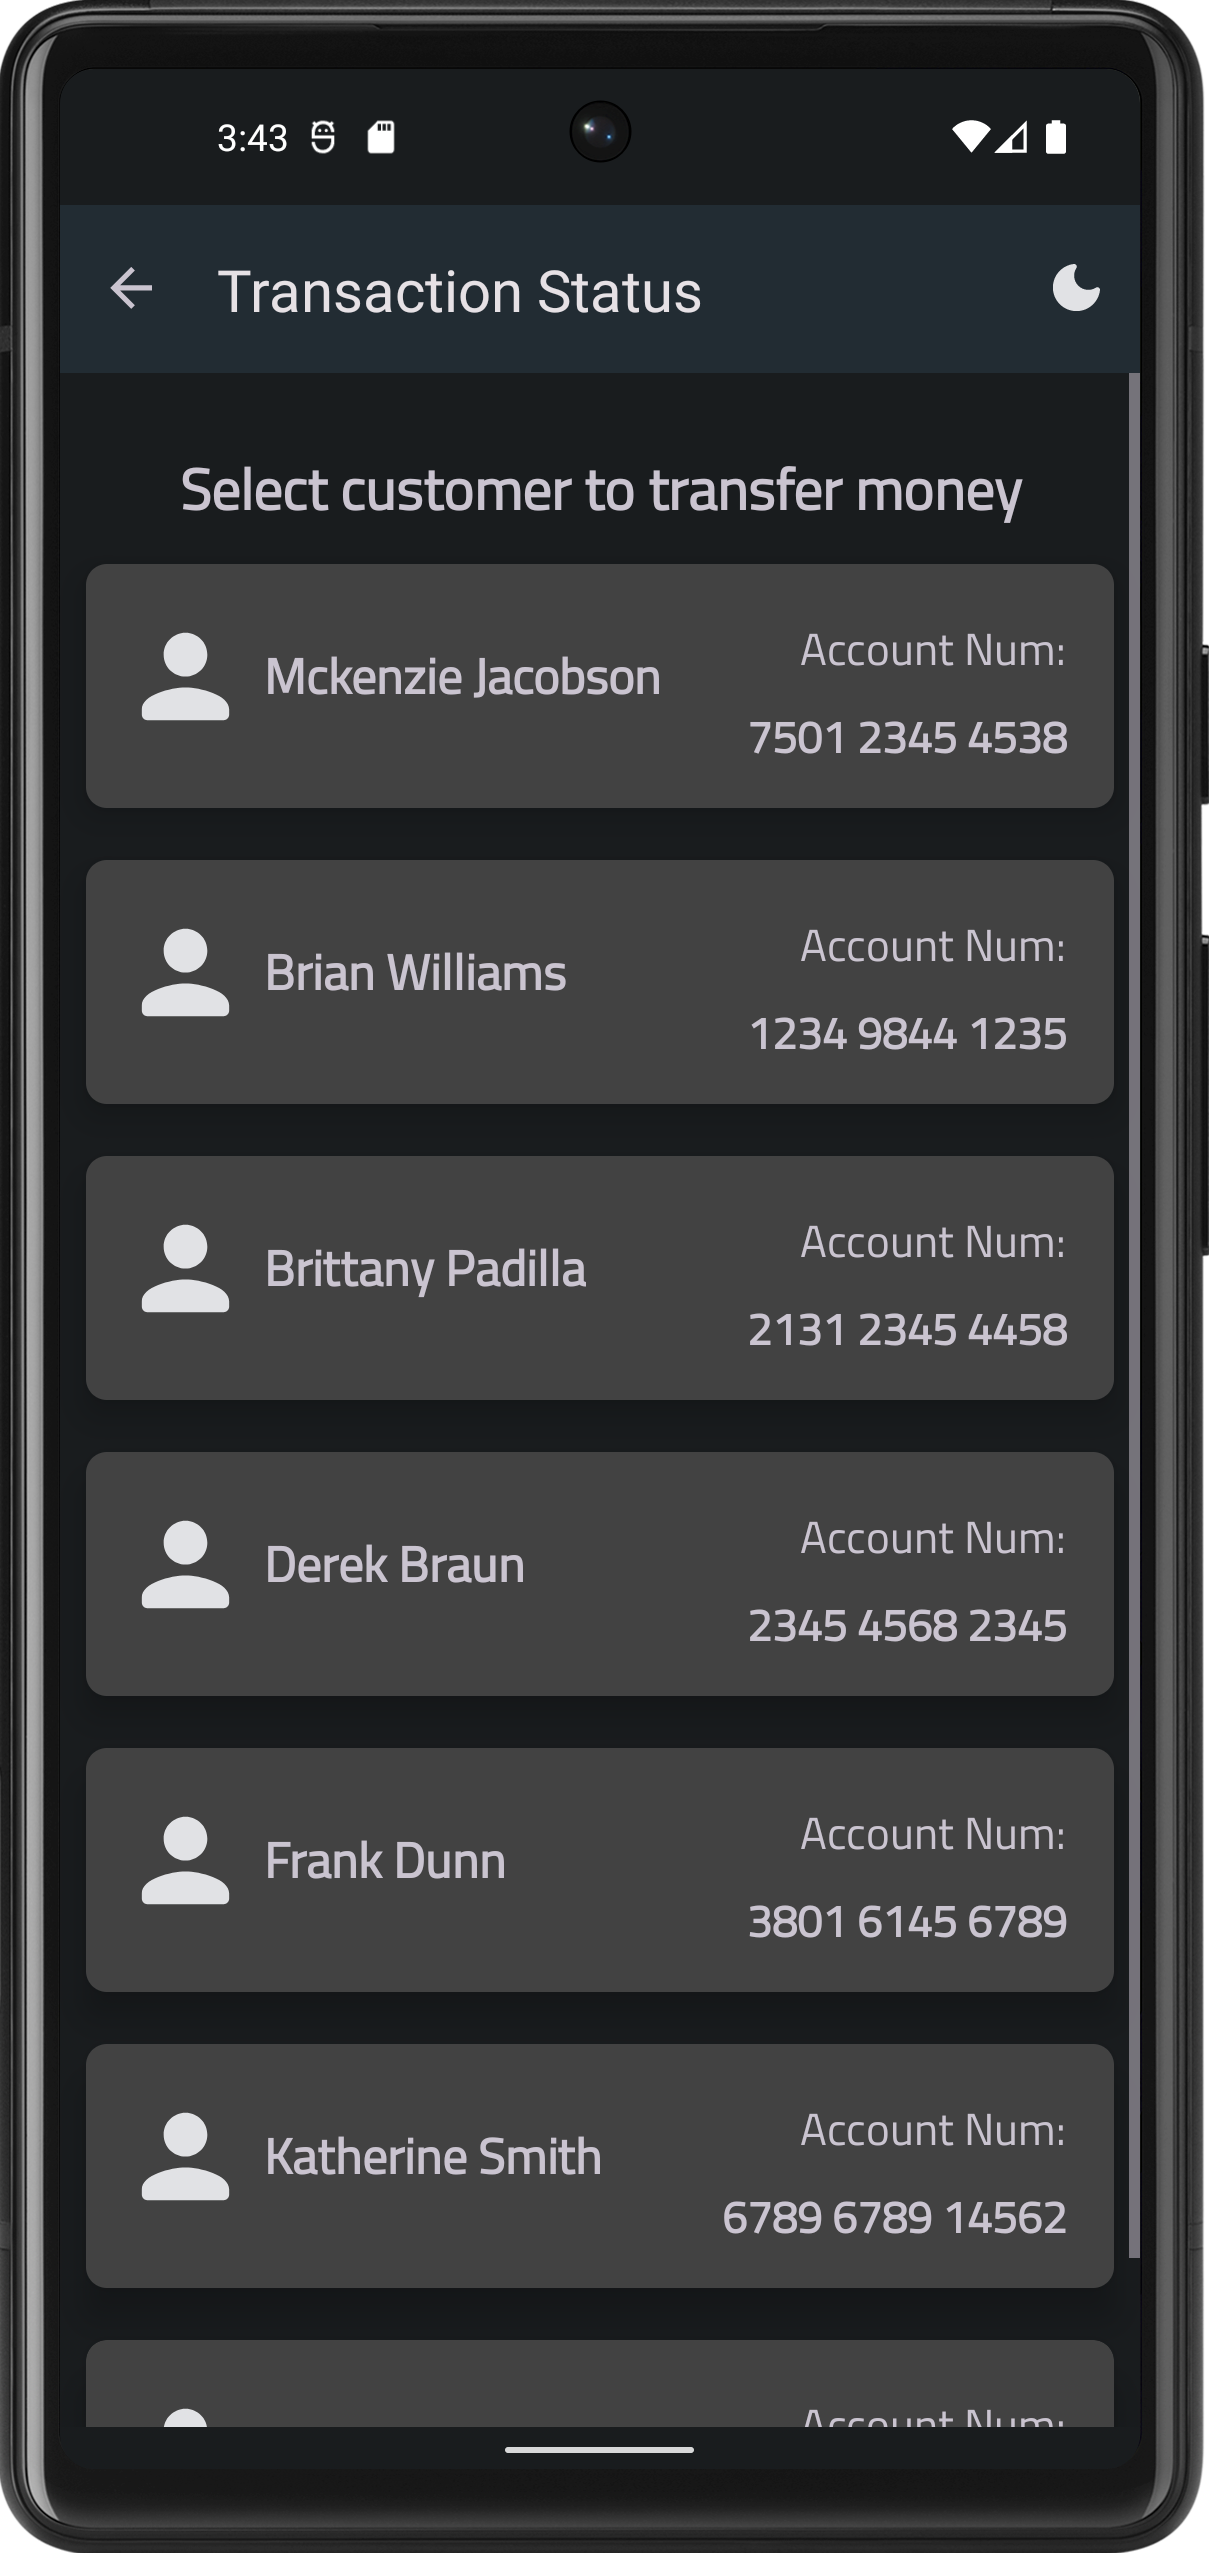 3:43
Transaction Status
Select customer to transfer money
Mckenzie Jacobson
Account Num:
7501 2345 4538
Brian Williams
Account Num:
1234 9844 1235
Brittany Padilla
Account Num:
2131 2345 4458
Derek Braun
Account Num:
2345 4568 2345
Frank Dunn
Account Num:
3801 6145 6789
Katherine Smith
Account Num:
6789 6789 14562
Account Num: